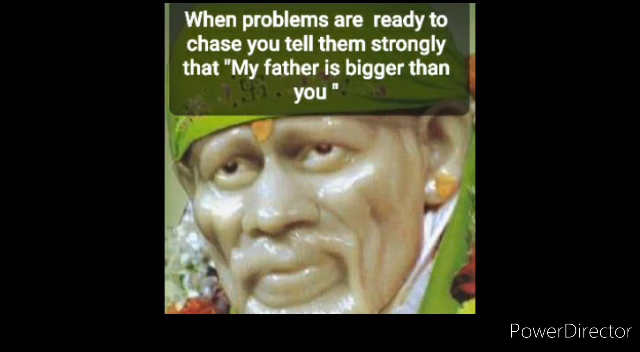 When problems are ready to
chase you tell them strongly
that "My father is bigger than
you "
PowerDirector